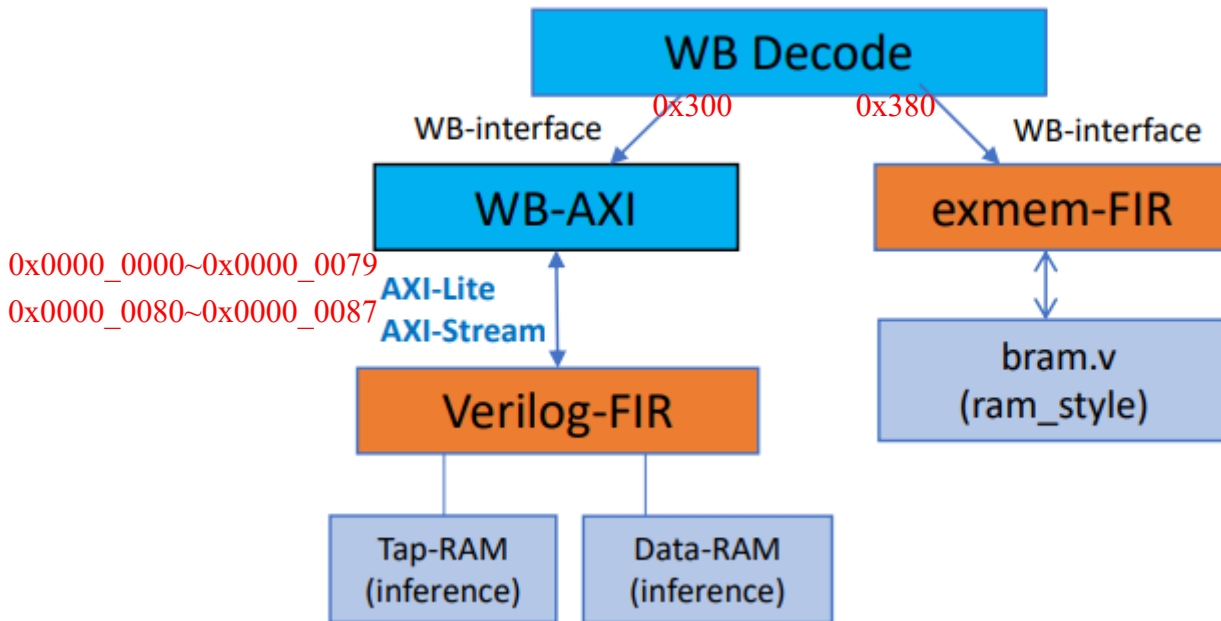 WB Decode
0x300
0x380
WB-interface
WB-interface
WB-AXI
exmem-FIR
0x0000_0000~0x0000_0079
0x0000_0080~0x0000_0087
AXI-Lite
AXI-Stream
bram.v
(ram_style)
Verilog-FIR
Tap-RAM
(inference)
Data-RAM
(inference)